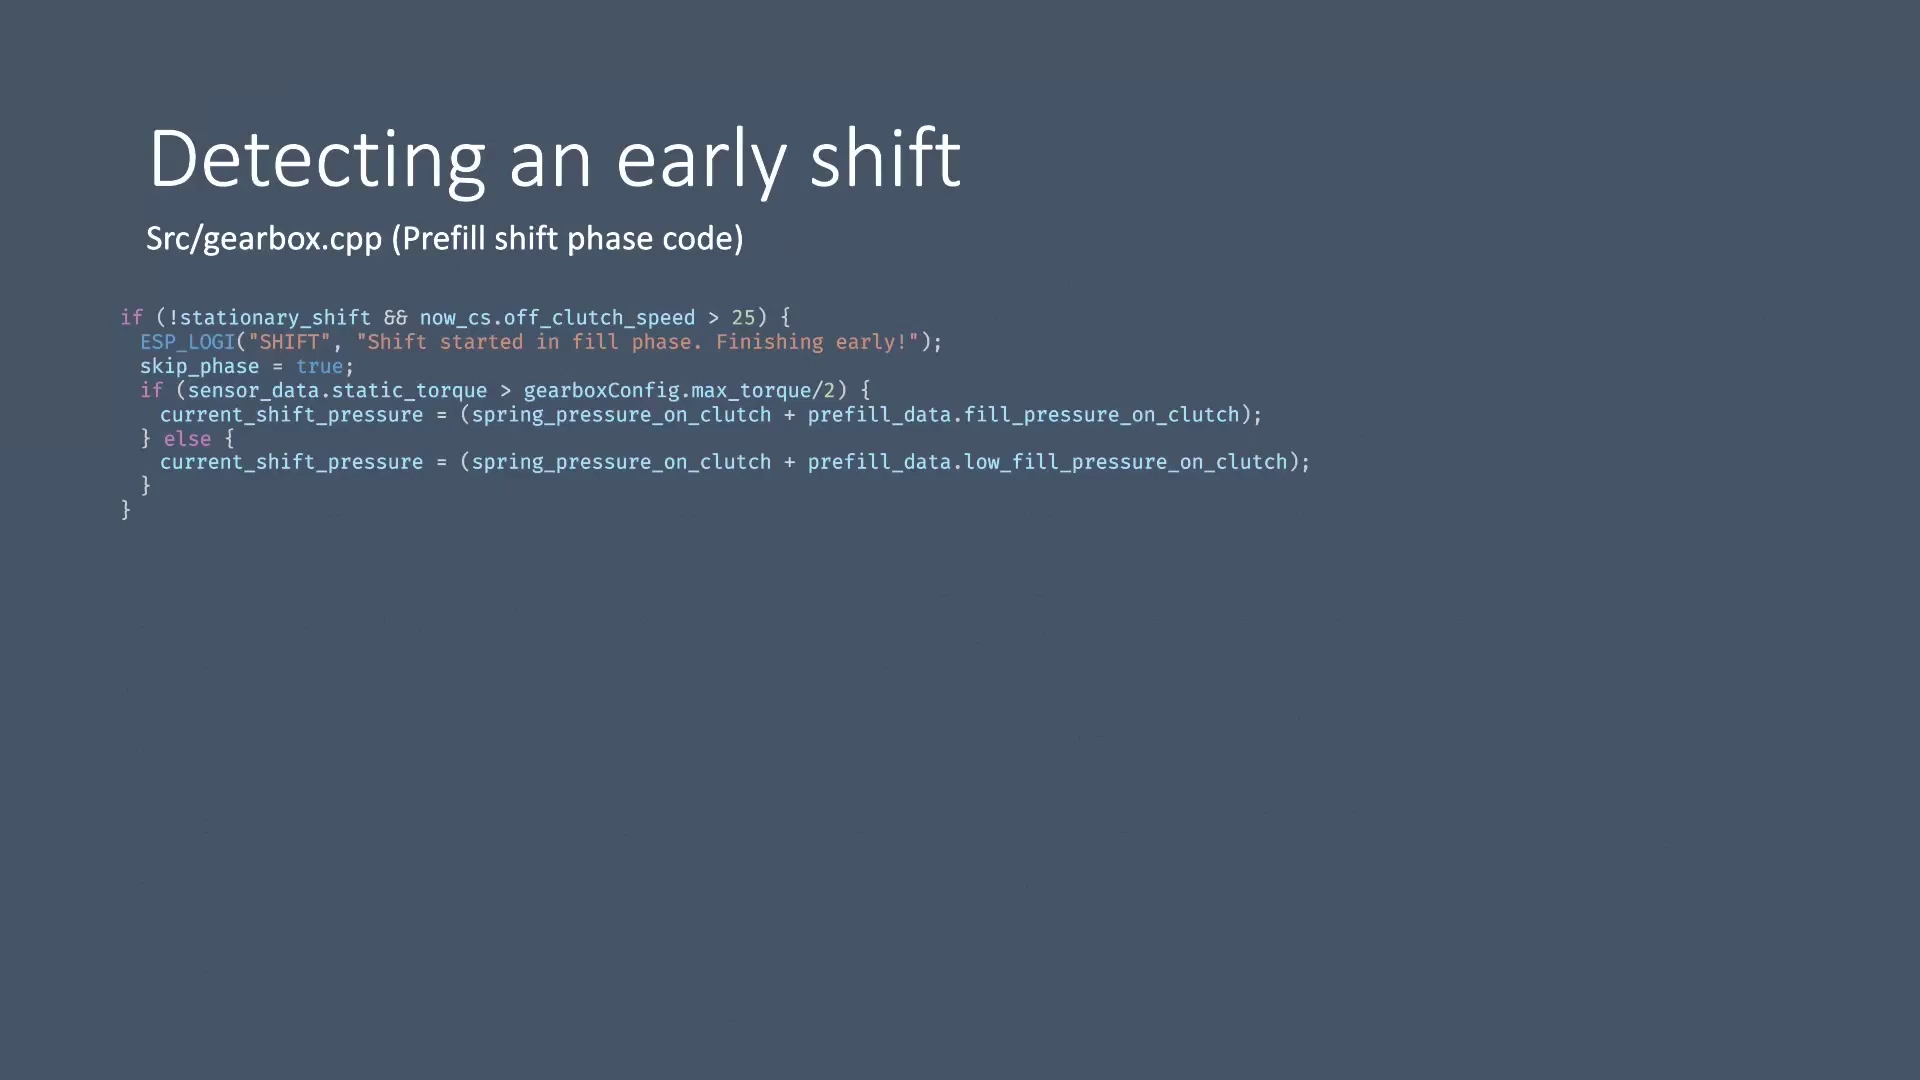 Detecting an early shift
Src/gearbox.cpp (Prefill shift phase code)
if (!stationary_shift && now_cs.off_clutch_speed > 25) {
ESP_LOGI("SHIFT", "Shift started in fill phase. Finishing early!");
skip_phase = true;
if (sensor_data.static_torque > gearboxConfig.max_torque/2) {
current_shift_pressure = (spring_pressure_on_clutch + prefill_data.fill_pressure_on_clutch);
} else {
current_shift_pressure = (spring_pressure_on_clutch + prefill_data.low_fill_pressure_on_clutch);
}
}